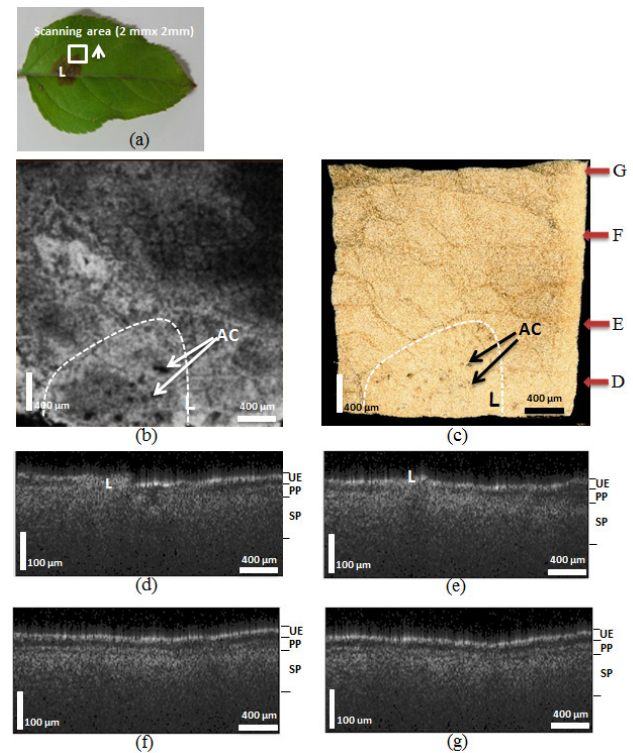 Scanning area (2 mmx 2mm)
L
(a)
G
F
E
D
AC
AC
L
L
400 µm
400 µm
400 µm
400 µm
(b)
(c)
L
UE
PP
SP
100 µm
400 µm
L
UE
PP
SP
100 µm
400 µm
(d)
(e)
UE
PP
SP
100 µm
400 µm
UE
PP
SP
100 um
400 µm
(f)
(g)